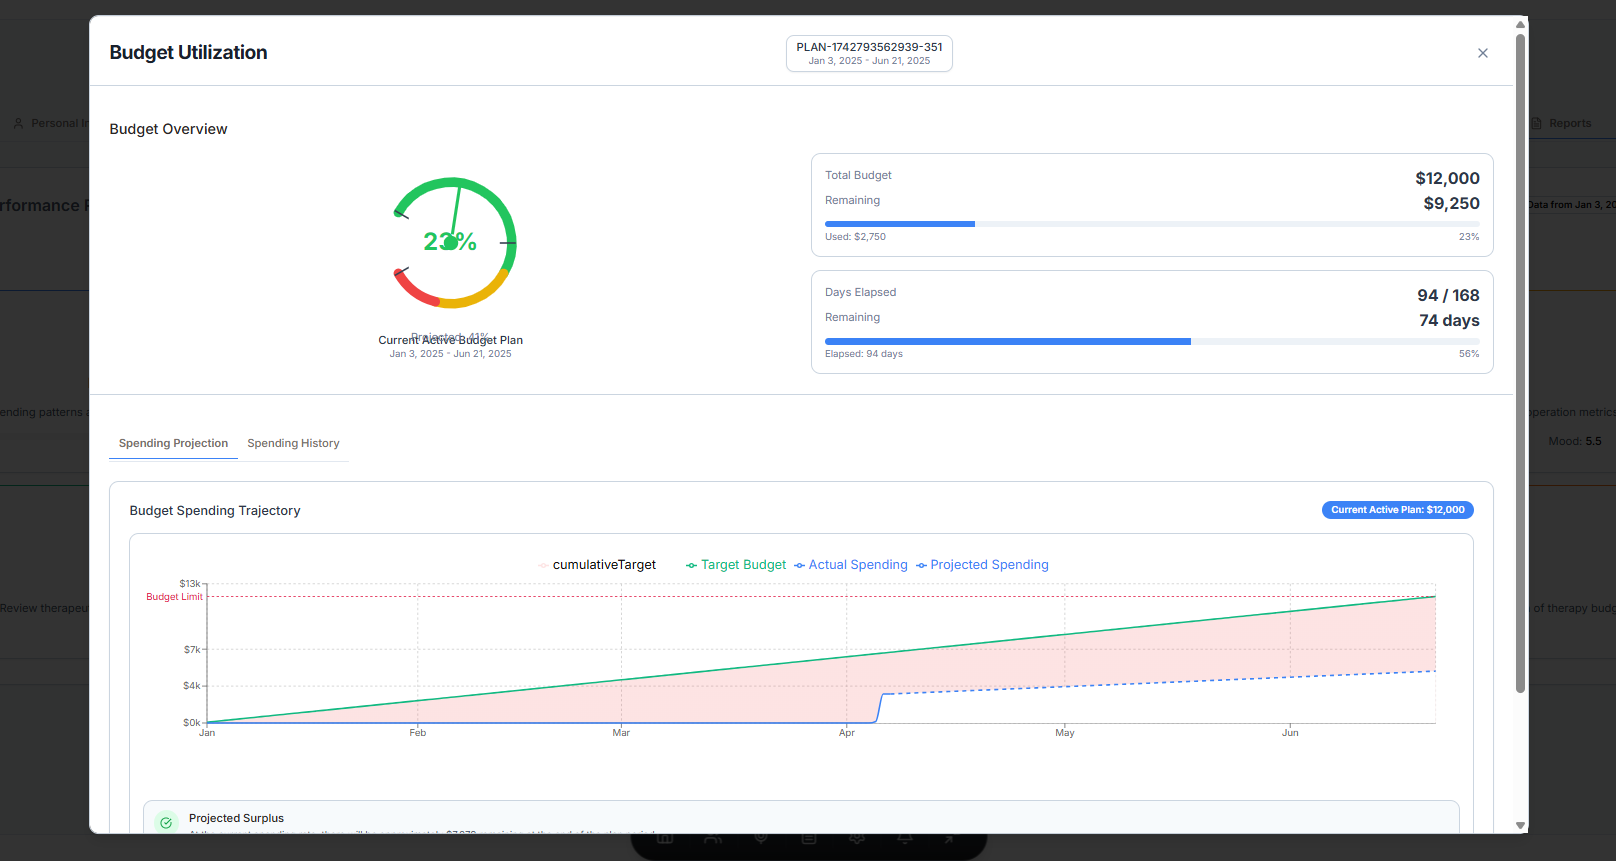 Budget Utilization
PLAN-1742793562939-351
Jan 3, 2025 - Jun 21, 2025
Personal In
Reports
Budget Overview
rformance
Data from Jan 3, 20
23%
Projected: 41%
Current Active Budget Plan
Jan 3, 2025 - Jun 21, 2025
Total Budget
$12,000
Remaining
$9,250
Used: $2,750
23%
Days Elapsed
94 / 168
Remaining
74 days
Elapsed: 94 days
56%
ending patterns
operation metrics
Mood: 5.5
Spending Projection
Spending History
Budget Spending Trajectory
Current Active Plan: $12,000
cumulativeTarget
Target Budget
Actual Spending
Projected Spending
$13k
Budget Limit
$7k
$4k
$0k
Jan
Feb
Mar
Apr
May
Jun
Review therapeu
of therapy budg
Projected Surplus